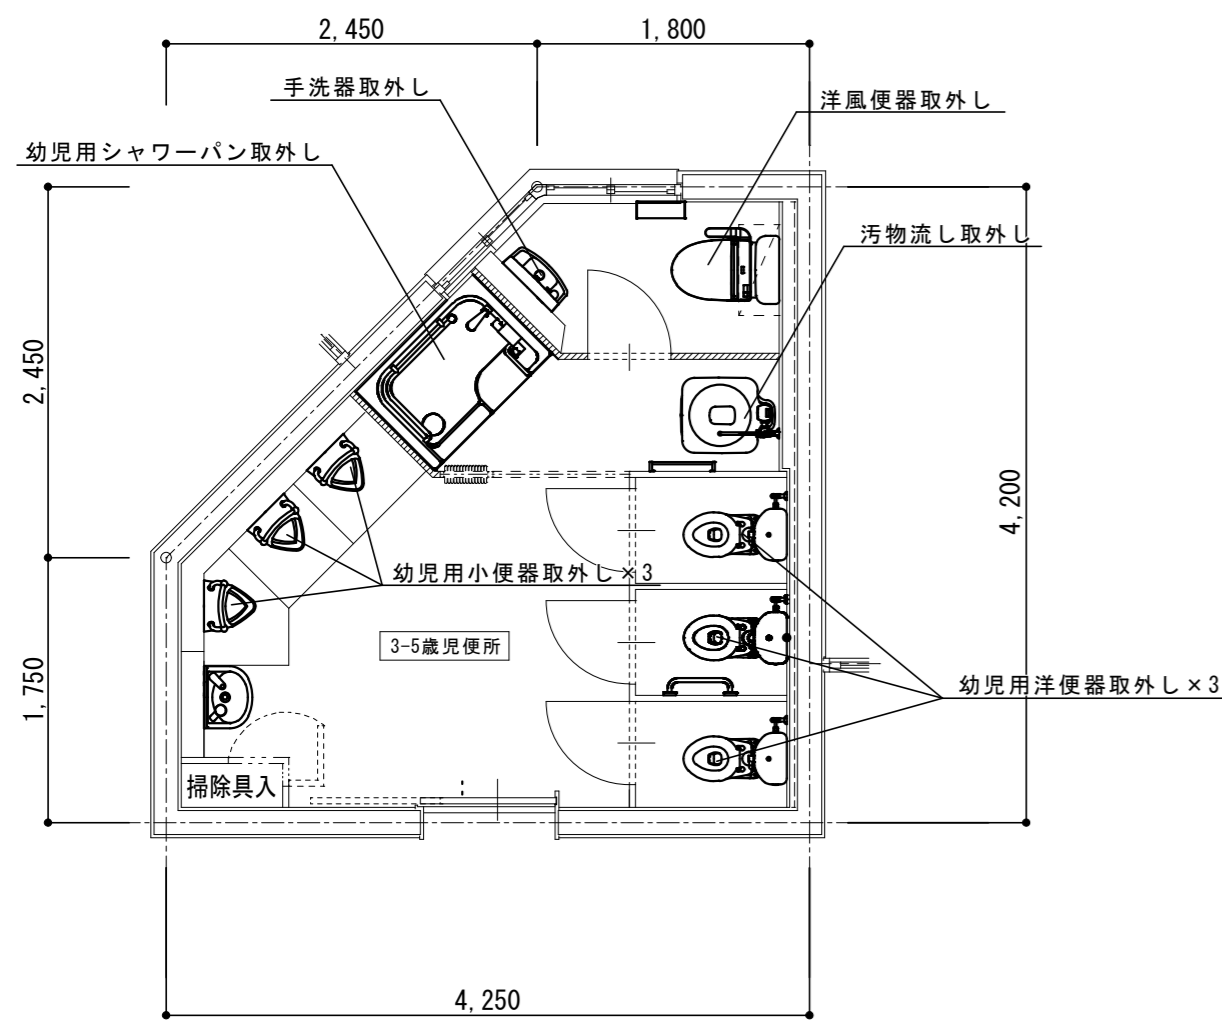 2,450
1,800
手洗器取外し
洋風便器取外し
幼児用シャワーパン取外し
汚物流し取外し
2,450
4,200
幼児用小便器取外し×3
3-5歳児便所
1,750
幼児用洋便器取外し×3
掃除具入
4,250